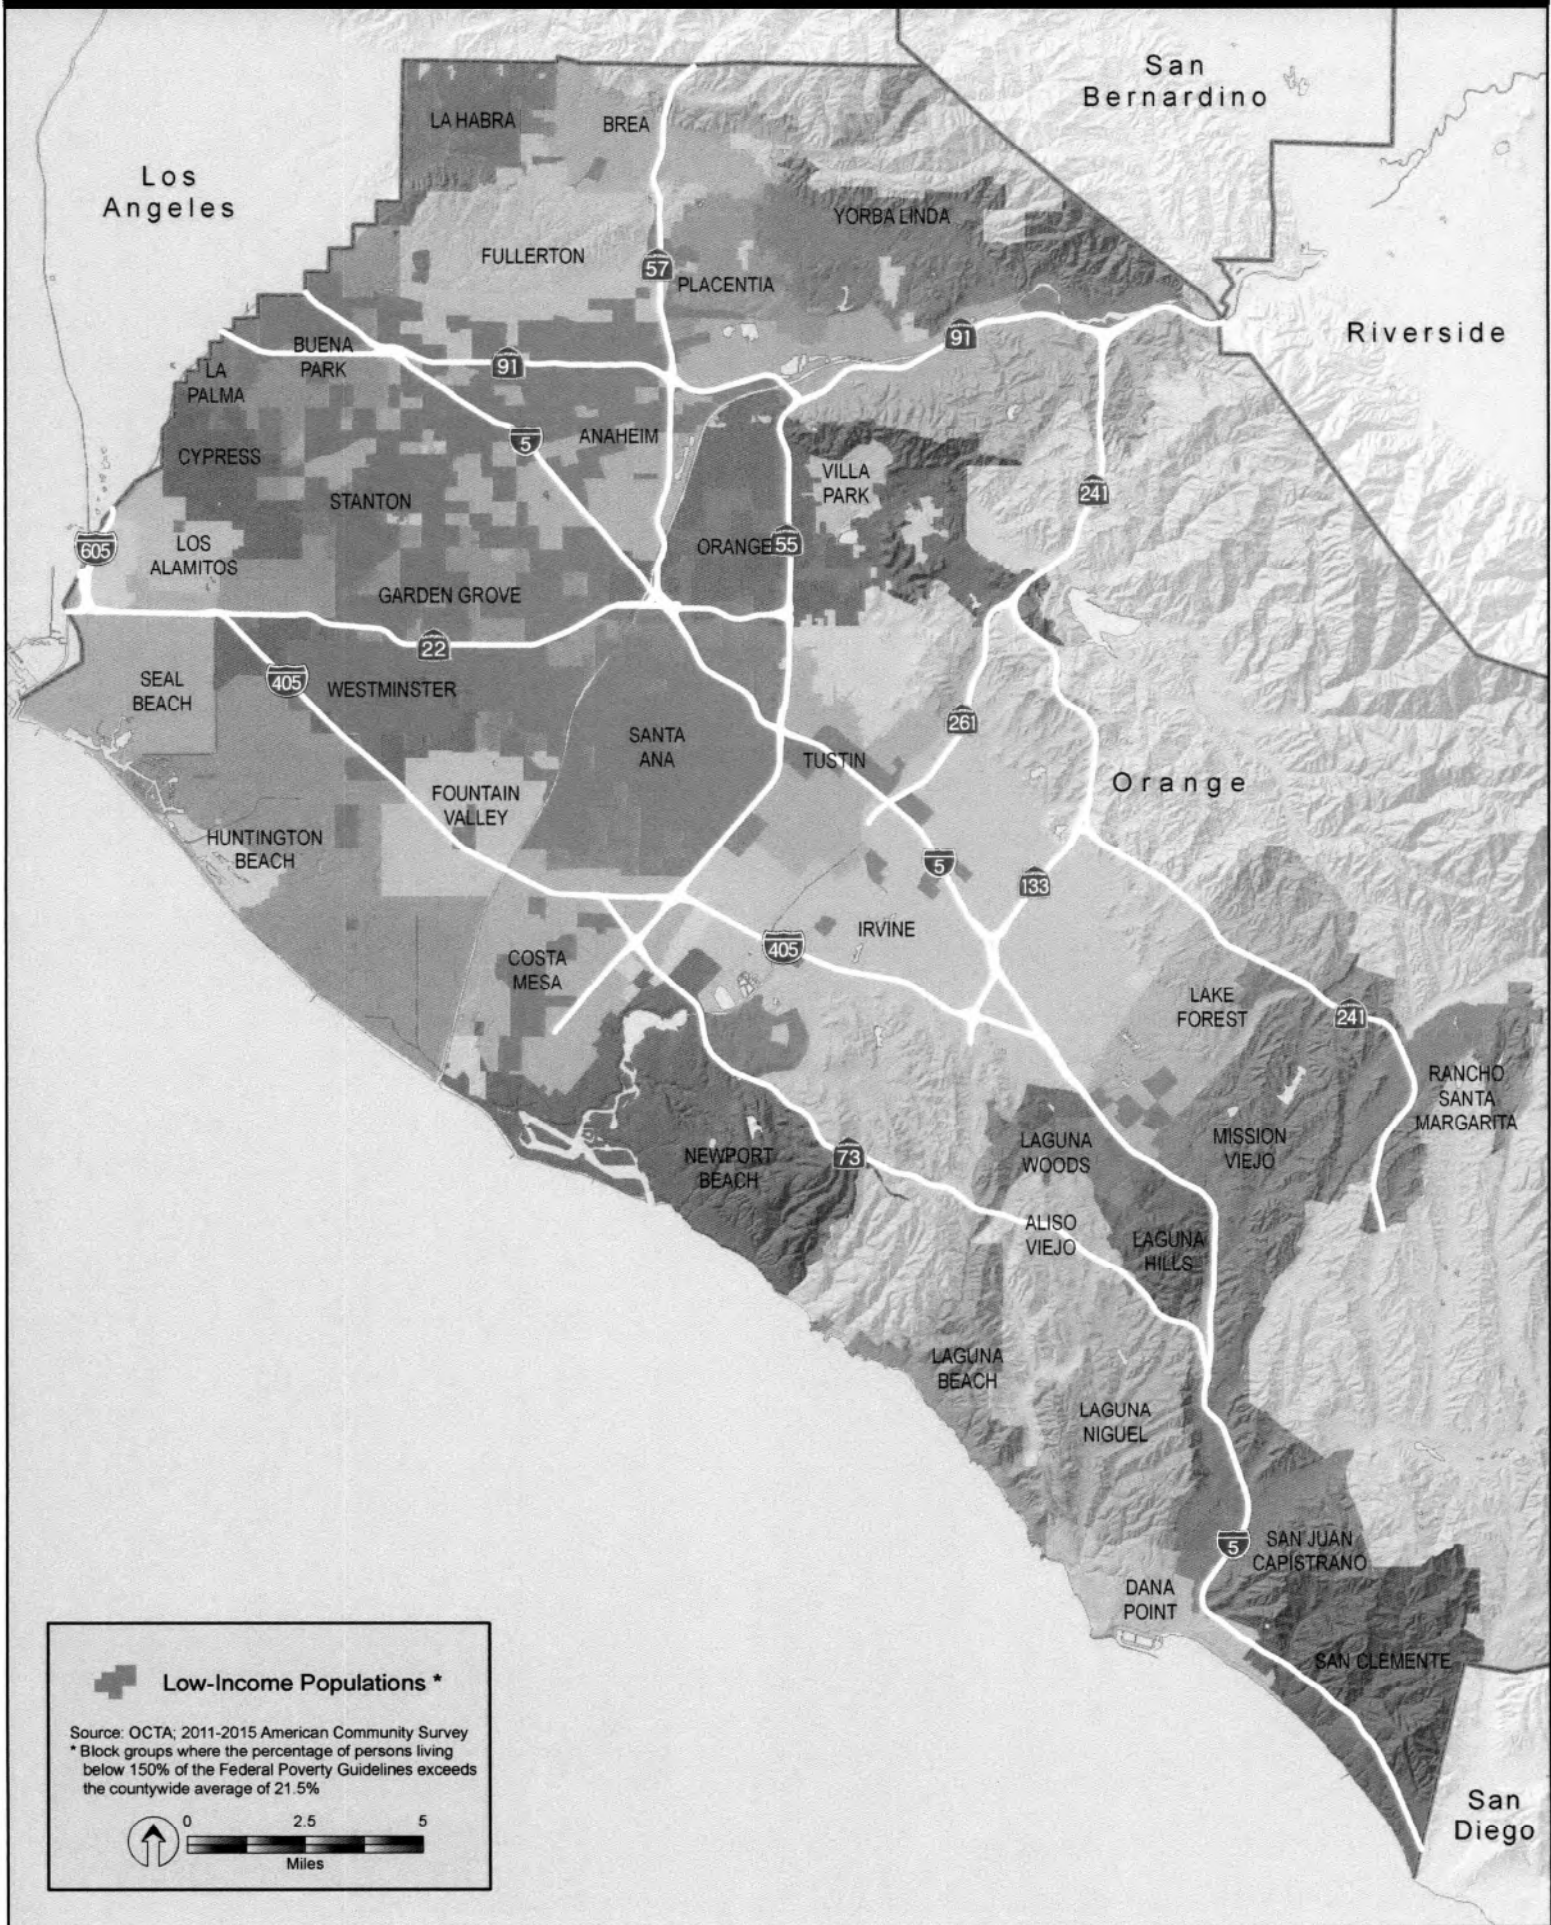 San
Bernardino
LA HABRA
BREA
Los
Angeles
YORBA LINDA
FULLERTON
57
PLACENTIA
Riverside
91
BUENA
PARK
91
LA
PALMA
5
ANAHEIM
CYPRESS
VILLA
PARK
STANTON
241
605
LOS
ALAMITOS
ORANGE
55
GARDEN GROVE
22
SEAL
BEACH
405
WESTMINSTER
261
SANTA
ANA
TUSTIN
Orange
FOUNTAIN
VALLEY
HUNTINGTON
BEACH
5
133
IRVINE
405
COSTA
MESA
LAKE
FOREST
241
RANCHO
SANTA
MARGARITA
MISSION
VIEJO
LAGUNA
WOODS
NEWPORT
BEACH
73
ALISO
VIEJO
LAGUNA
HILLS
LAGUNA
BEACH
LAGUNA
NIGUEL
5
SAN JUAN
CAPISTRANO
DANA
POINT
SAN CLEMENTE
San
Diego
Low-Income Populations *
Source: OCTA; 2011-2015 American Community Survey
* Block groups where the percentage of persons living
below 150% of the Federal Poverty Guidelines exceeds
the countywide average of 21.5%
0 2.5 5
Miles